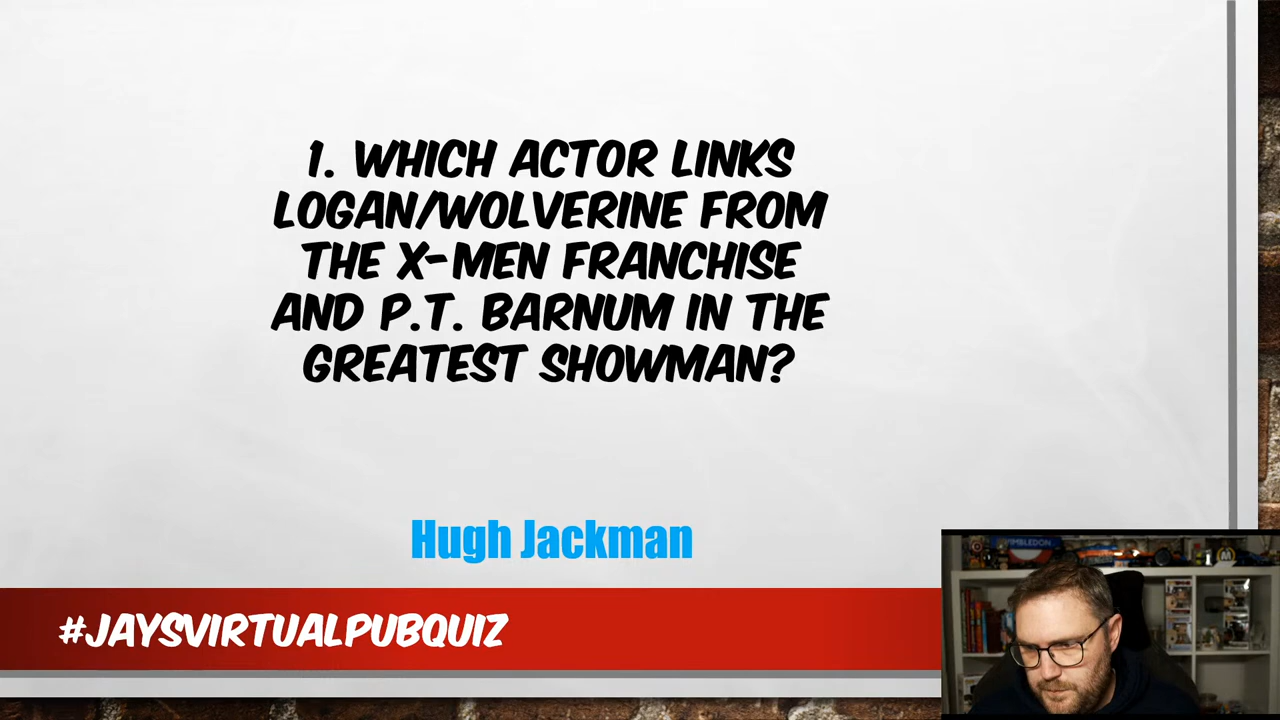 1. WHICH ACTOR LINKS
LOGAN/WOLVERINE FROM
THE X-MEN FRANCHISE
AND P.T. BARNUM IN THE
GREATEST SHOWMAN?
Hugh Jackman
#JAYSVIRTUALPUBQUIZ
WIMBLEDON